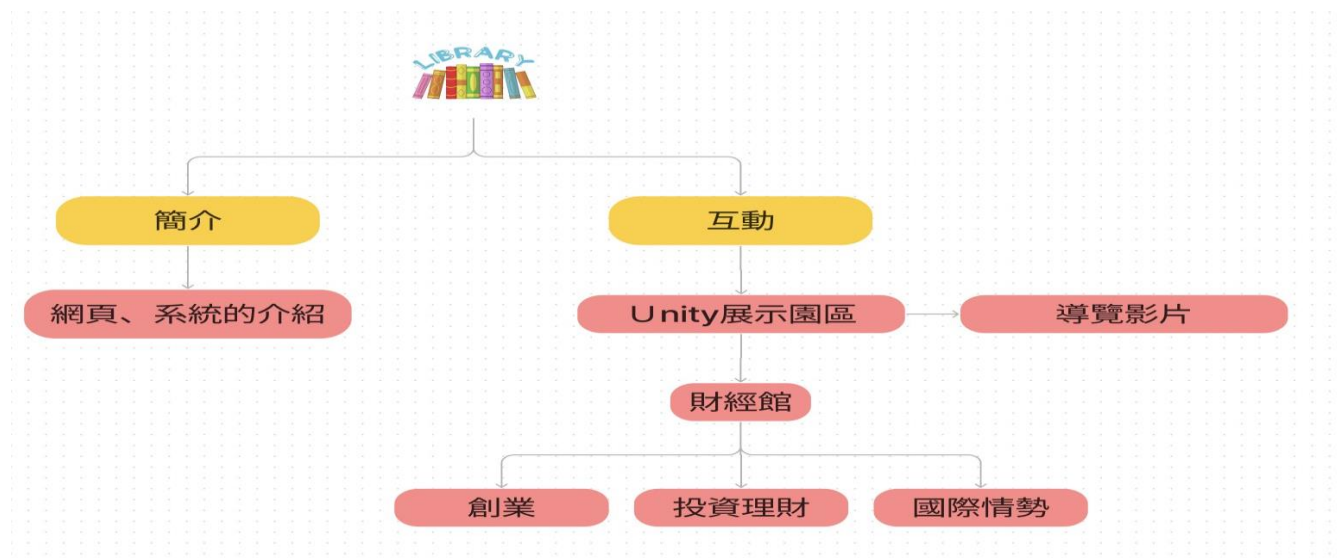 LIBRARY
簡介
互動
網頁、系統的介紹
Unity展示園區
導覽影片
財經館
創業
投資理財
國際情勢